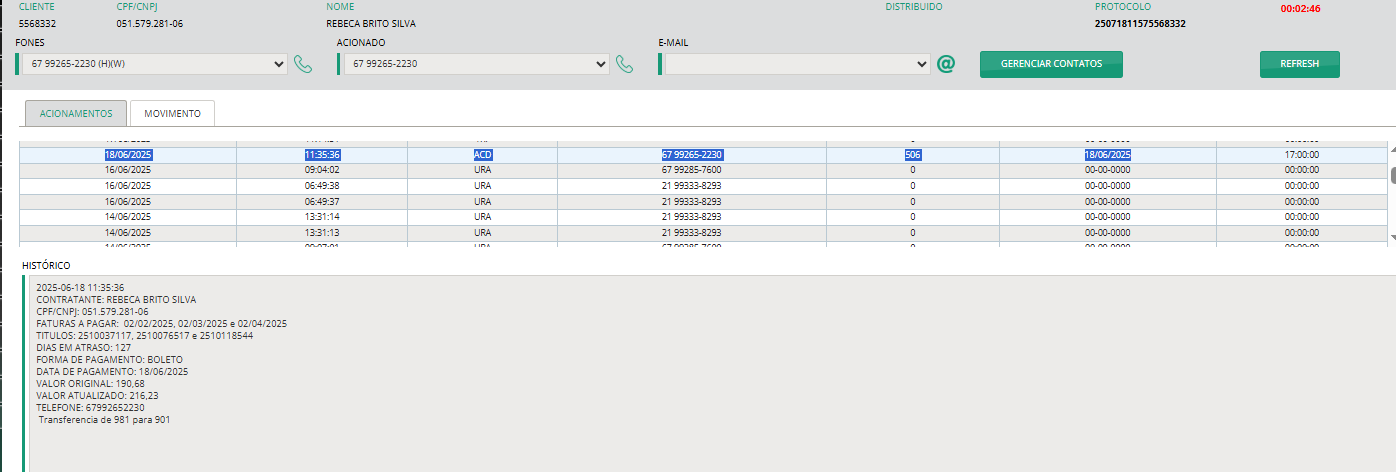 CLIENTE CPF/CNPJ NOME DISTRIBUIDO PROTOCOLO 00:02:46
5568332 051.579.281-06 REBECA BRITO SILVA 25071811575568332
FONES ACIONADO E-MAIL
67 99265-2230 (H)(W) 67 99265-2230 @ GERENCIAR CONTATOS REFRESH
ACIONAMENTOS MOVIMENTO
18/06/2025 11:35:36 ACD 67 99265-2230 506 18/06/2025 17:00:00
16/06/2025 09:04:02 URA 67 99285-7600 0 00-00-0000 00:00:00
16/06/2025 06:49:38 URA 21 99333-8293 0 00-00-0000 00:00:00
16/06/2025 06:49:37 URA 21 99333-8293 0 00-00-0000 00:00:00
14/06/2025 13:31:14 URA 21 99333-8293 0 00-00-0000 00:00:00
14/06/2025 13:31:13 URA 21 99333-8293 0 00-00-0000 00:00:00
HISTÓRICO
2025-06-18 11:35:36
CONTRATANTE: REBECA BRITO SILVA
CPF/CNPJ: 051.579.281-06
FATURAS A PAGAR: 02/02/2025, 02/03/2025 e 02/04/2025
TITULOS: 2510037117, 2510076517 e 2510118544
DIAS EM ATRASO: 127
FORMA DE PAGAMENTO: BOLETO
DATA DE PAGAMENTO: 18/06/2025
VALOR ORIGINAL: 190,68
VALOR ATUALIZADO: 216,23
TELEFONE: 67992652230
Transferencia de 981 para 901